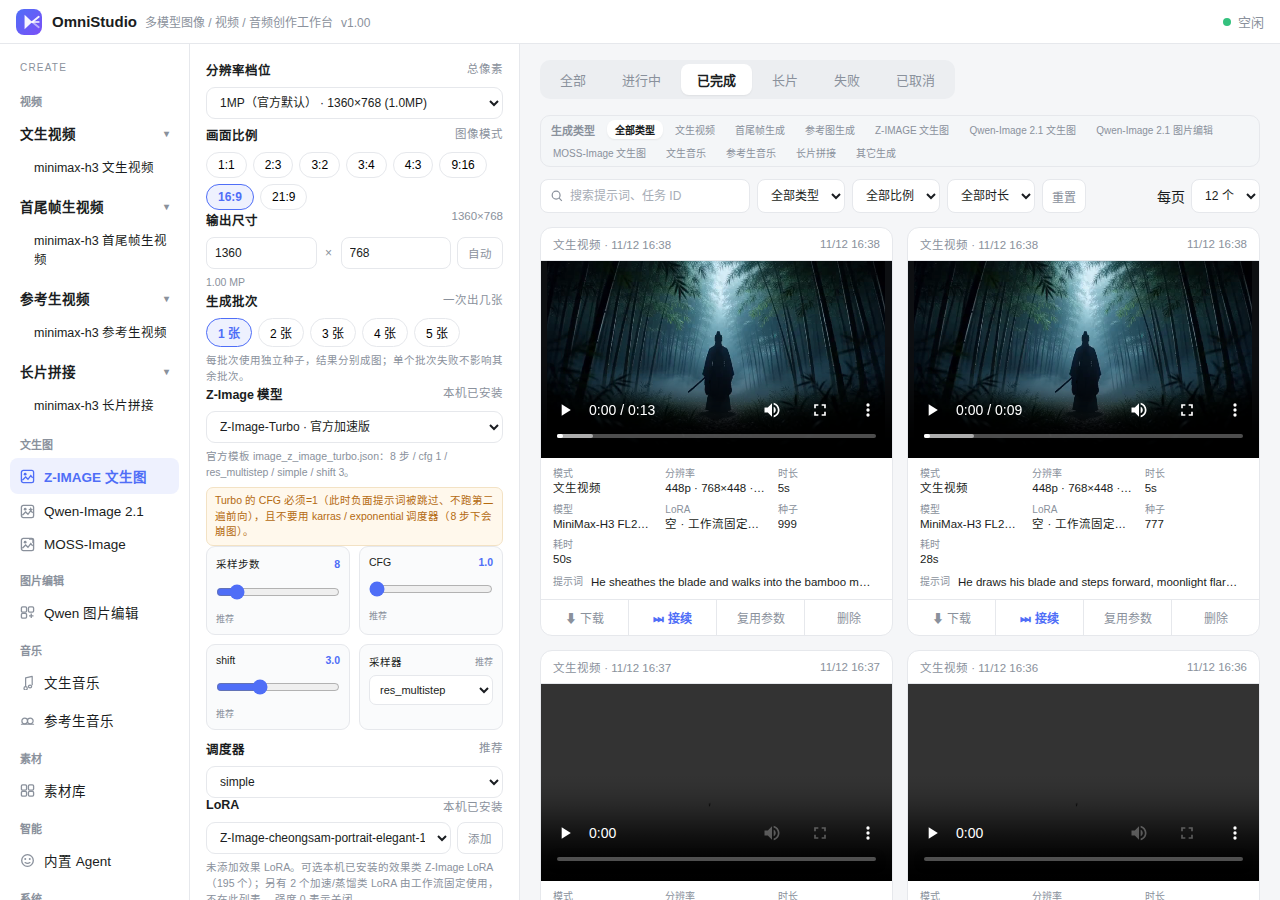 OmniStudio 多模型图像 / 视频 / 音频创作工作台 v1.00
空闲
CREATE
视频
文生视频
minimax-h3 文生视频
首尾帧生视频
minimax-h3 首尾帧生视
频
参考生视频
minimax-h3 参考生视频
长片拼接
minimax-h3 长片拼接
文生图
Z-IMAGE 文生图
Qwen-Image 2.1
MOSS-Image
图片编辑
Qwen 图片编辑
音乐
文生音乐
参考生音乐
素材
素材库
智能
内置 Agent
系统
分辨率档位 总像素
1MP（官方默认） · 1360×768 (1.0MP)
画面比例 图像模式
1:1 2:3 3:2 3:4 4:3 9:16
16:9 21:9
输出尺寸 1360×768
1360 × 768 自动
1.00 MP
生成批次 一次出几张
1 张 2 张 3 张 4 张 5 张
每批次使用独立种子，结果分别成图；单个批次失败不影响其
余批次。
Z-Image 模型 本机已安装
Z-Image-Turbo · 官方加速版
官方模板 image_z_image_turbo.json：8 步 / cfg 1 /
res_multistep / simple / shift 3。
Turbo 的 CFG 必须=1（此时负面提示词被跳过、不跑第二
遍前向），且不要用 karras / exponential 调度器（8 步下会
崩图）。
采样步数 8 CFG 1.0
推荐 推荐
shift 3.0 采样器 推荐
res_multistep
推荐
调度器 推荐
simple
LoRA 本机已安装
Z-Image-cheongsam-portrait-elegant-1 添加
未添加效果 LoRA。可选本机已安装的效果类 Z-Image LoRA
（195 个）；另有 2 个加速/蒸馏类 LoRA 由工作流固定使用，
不在此列表。 强度 0 表示关闭
全部 进行中 已完成 长片 失败 已取消
生成类型 全部类型 文生视频 首尾帧生成 参考图生成 Z-IMAGE 文生图 Qwen-Image 2.1 文生图 Qwen-Image 2.1 图片编辑
MOSS-Image 文生图 文生音乐 参考生音乐 长片拼接 其它生成
搜索提示词、任务 ID 全部类型 全部比例 全部时长 重置 每页 12 个
文生视频 · 11/12 16:38 11/12 16:38
0:00 / 0:13
模式 分辨率 时长
文生视频 448p · 768×448 ·… 5s
模型 LoRA 种子
MiniMax-H3 FL2… 空 · 工作流固定… 999
耗时
50s
提示词 He sheathes the blade and walks into the bamboo m…
下载 接续 复用参数 删除
文生视频 · 11/12 16:38 11/12 16:38
0:00 / 0:09
模式 分辨率 时长
文生视频 448p · 768×448 ·… 5s
模型 LoRA 种子
MiniMax-H3 FL2… 空 · 工作流固定… 777
耗时
28s
提示词 He draws his blade and steps forward, moonlight flar…
下载 接续 复用参数 删除
文生视频 · 11/12 16:37 11/12 16:37
0:00
模式 分辨率 时长
文生视频 · 11/12 16:36 11/12 16:36
0:00
模式 分辨率 时长